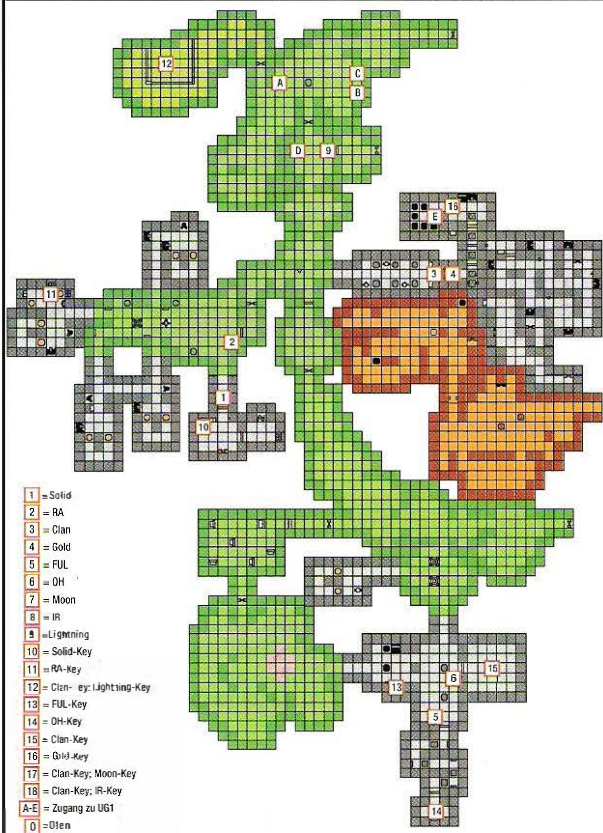 12
A
C
B
D
9
16
E
11
3
4
2
1
10
6
15
13
5
14
1 = Solid
2 = RA
3 = Clan
4 = Gold
5 = FUL
6 = OH
7 = Moon
8 = IR
9 = Lightning
10 = Solid-Key
11 = RA-Key
12 = Clan- ey: Lightning-Key
13 = FUL-Key
14 = OH-Key
15 = Clan-Key
16 = Gold-Key
17 = Clan-Key; Moon-Key
18 = Clan-Key; IR-Key
A-E = Zugang zu UG1
0 =